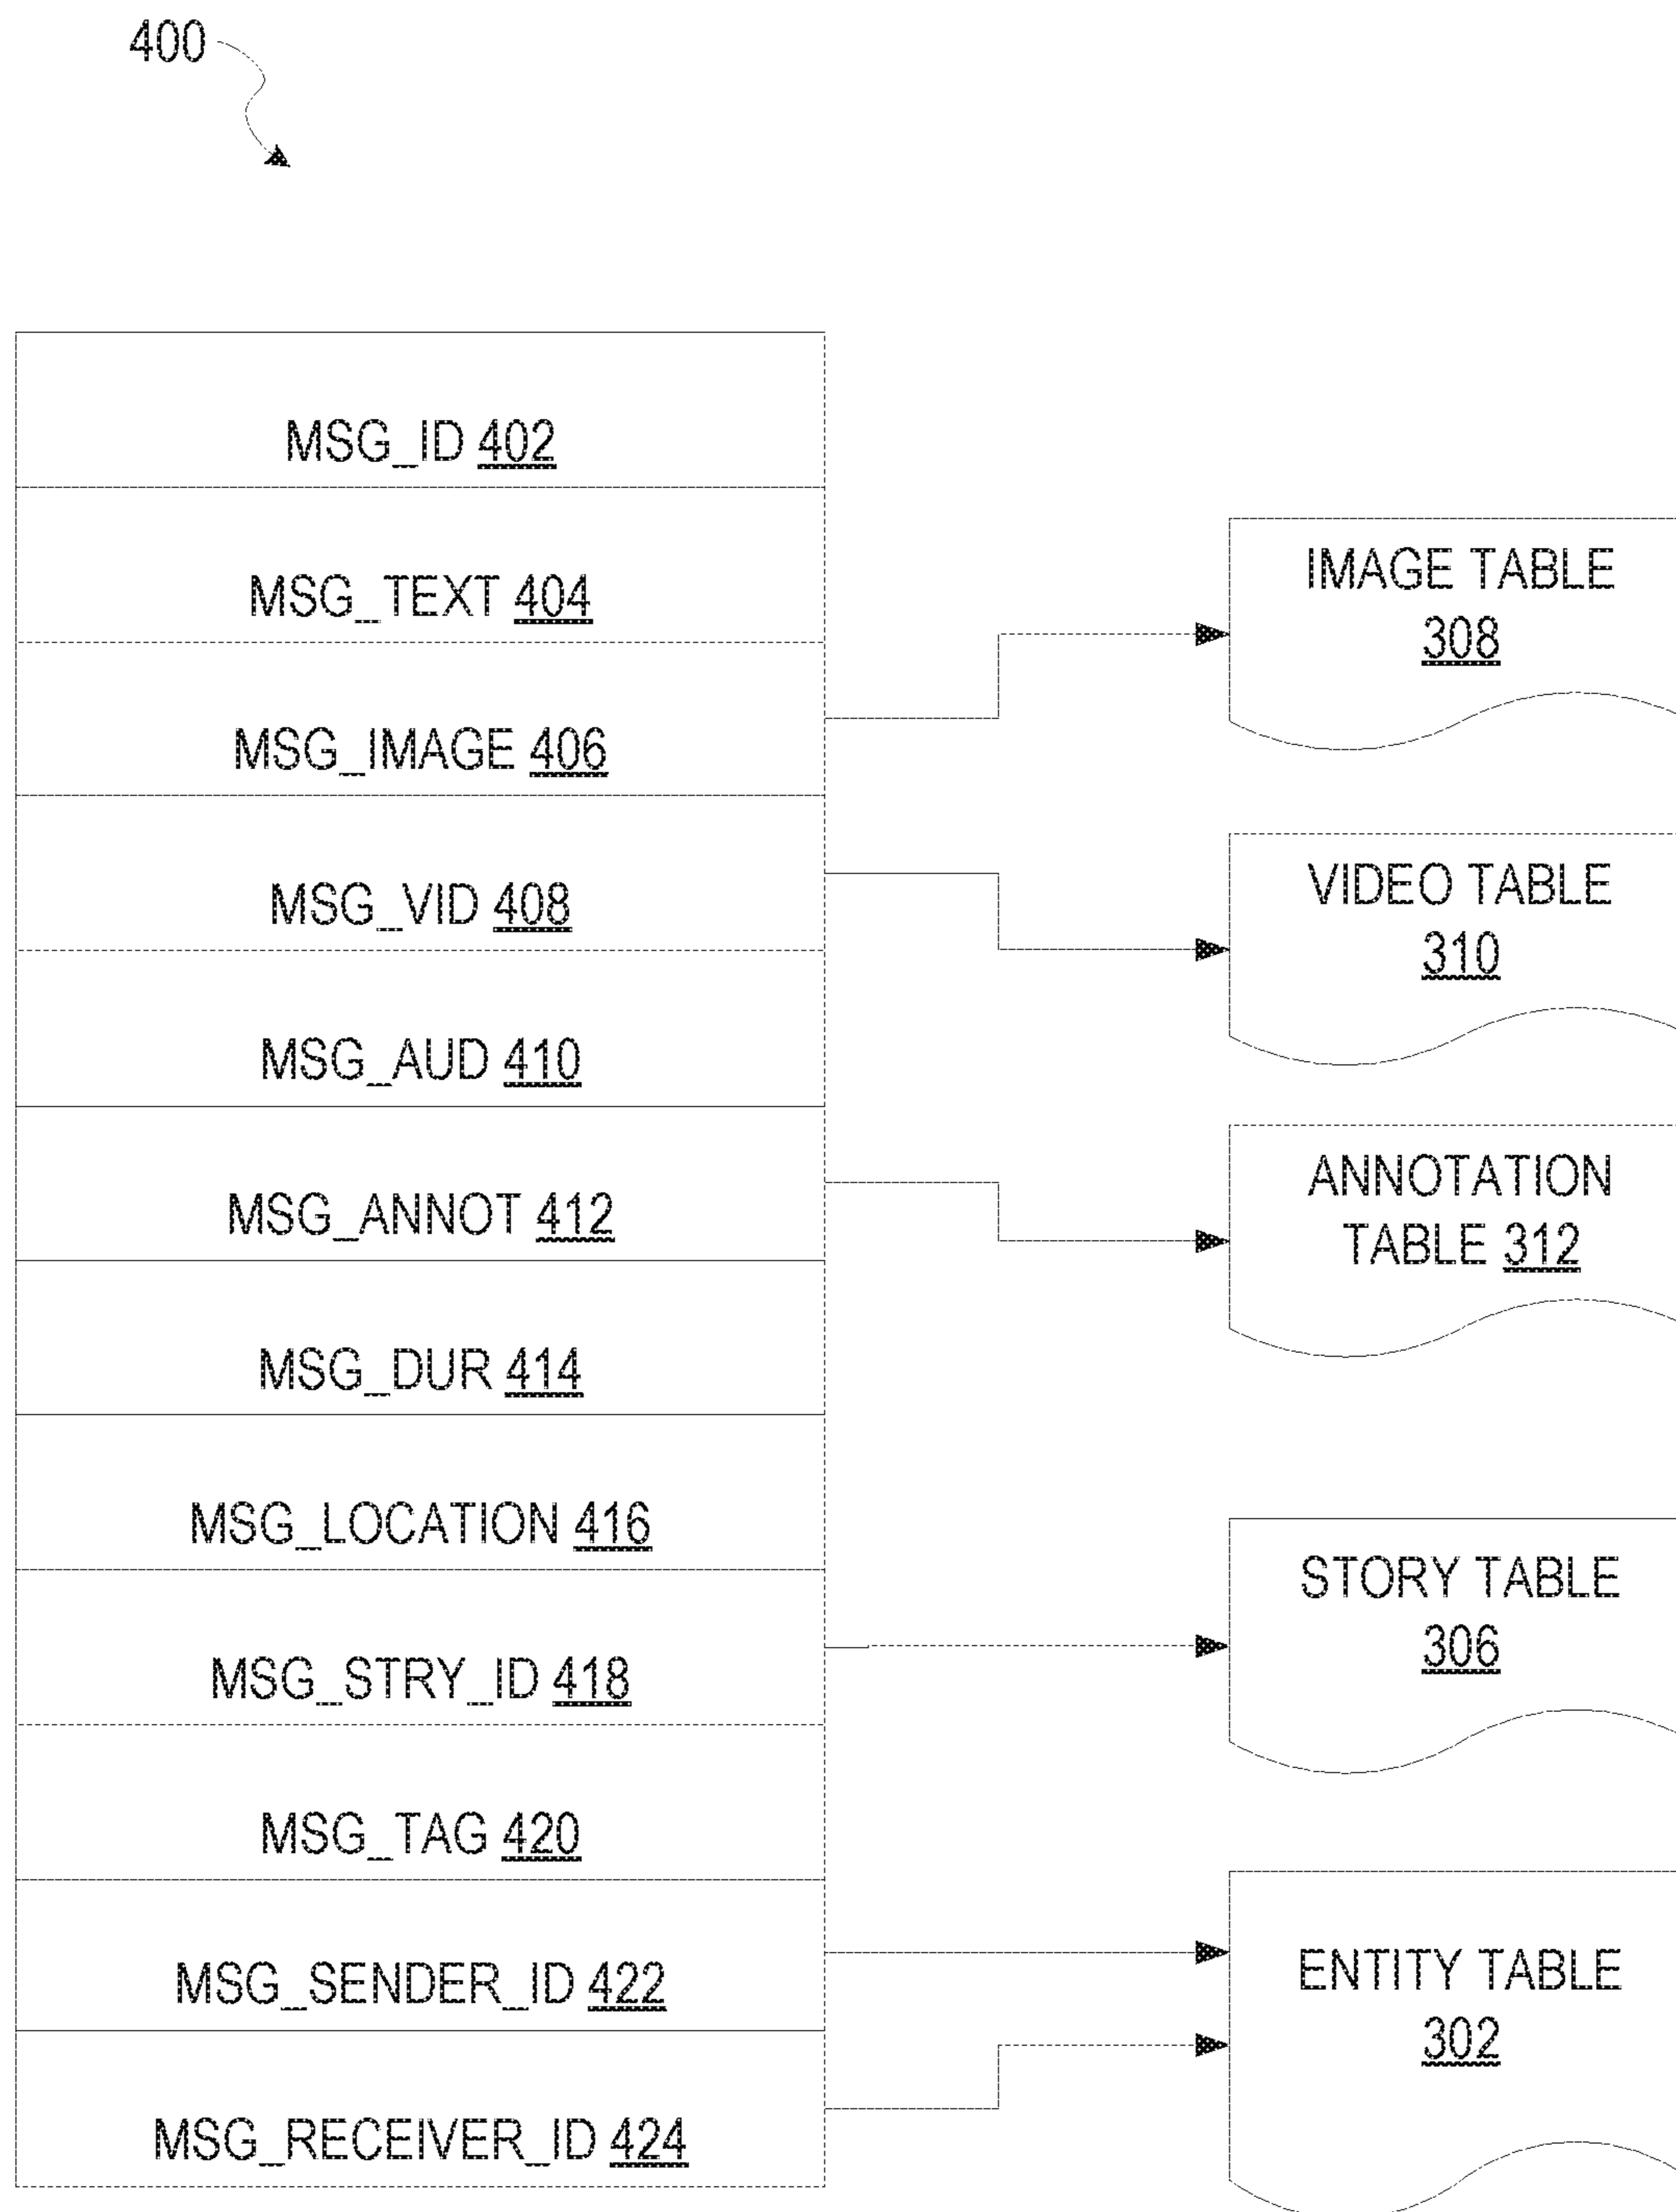 400
MSG_ID 402
MSG_TEXT 404
MSG_IMAGE 406
MSG_VID 408
MSG_AUD 410
MSG_ANNOT 412
MSG_DUR 414
MSG_LOCATION 416
MSG_STRY_ID 418
MSG_TAG 420
MSG_SENDER_ID 422
MSG_RECEIVER_ID 424
IMAGE TABLE
308
VIDEO TABLE
310
ANNOTATION
TABLE 312
STORY TABLE
306
ENTITY TABLE
302